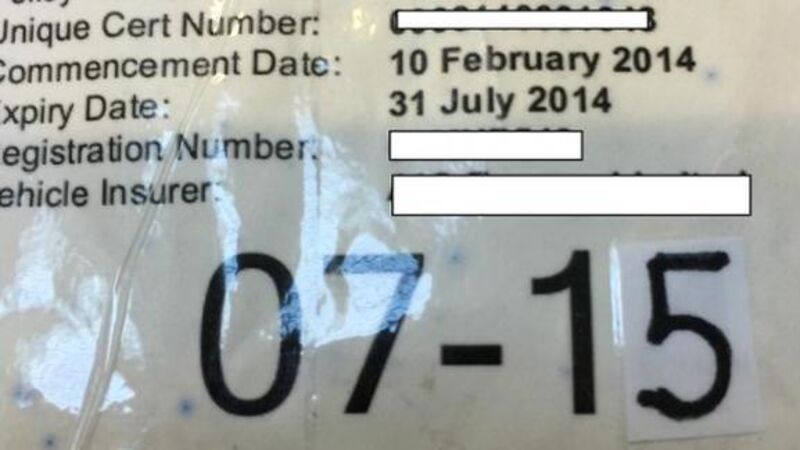 Unique Cert Number:
Commencement Date: 10 February 2014
Expiry Date: 31 July 2014
Registration Number:
Vehicle Insurer:
07-15